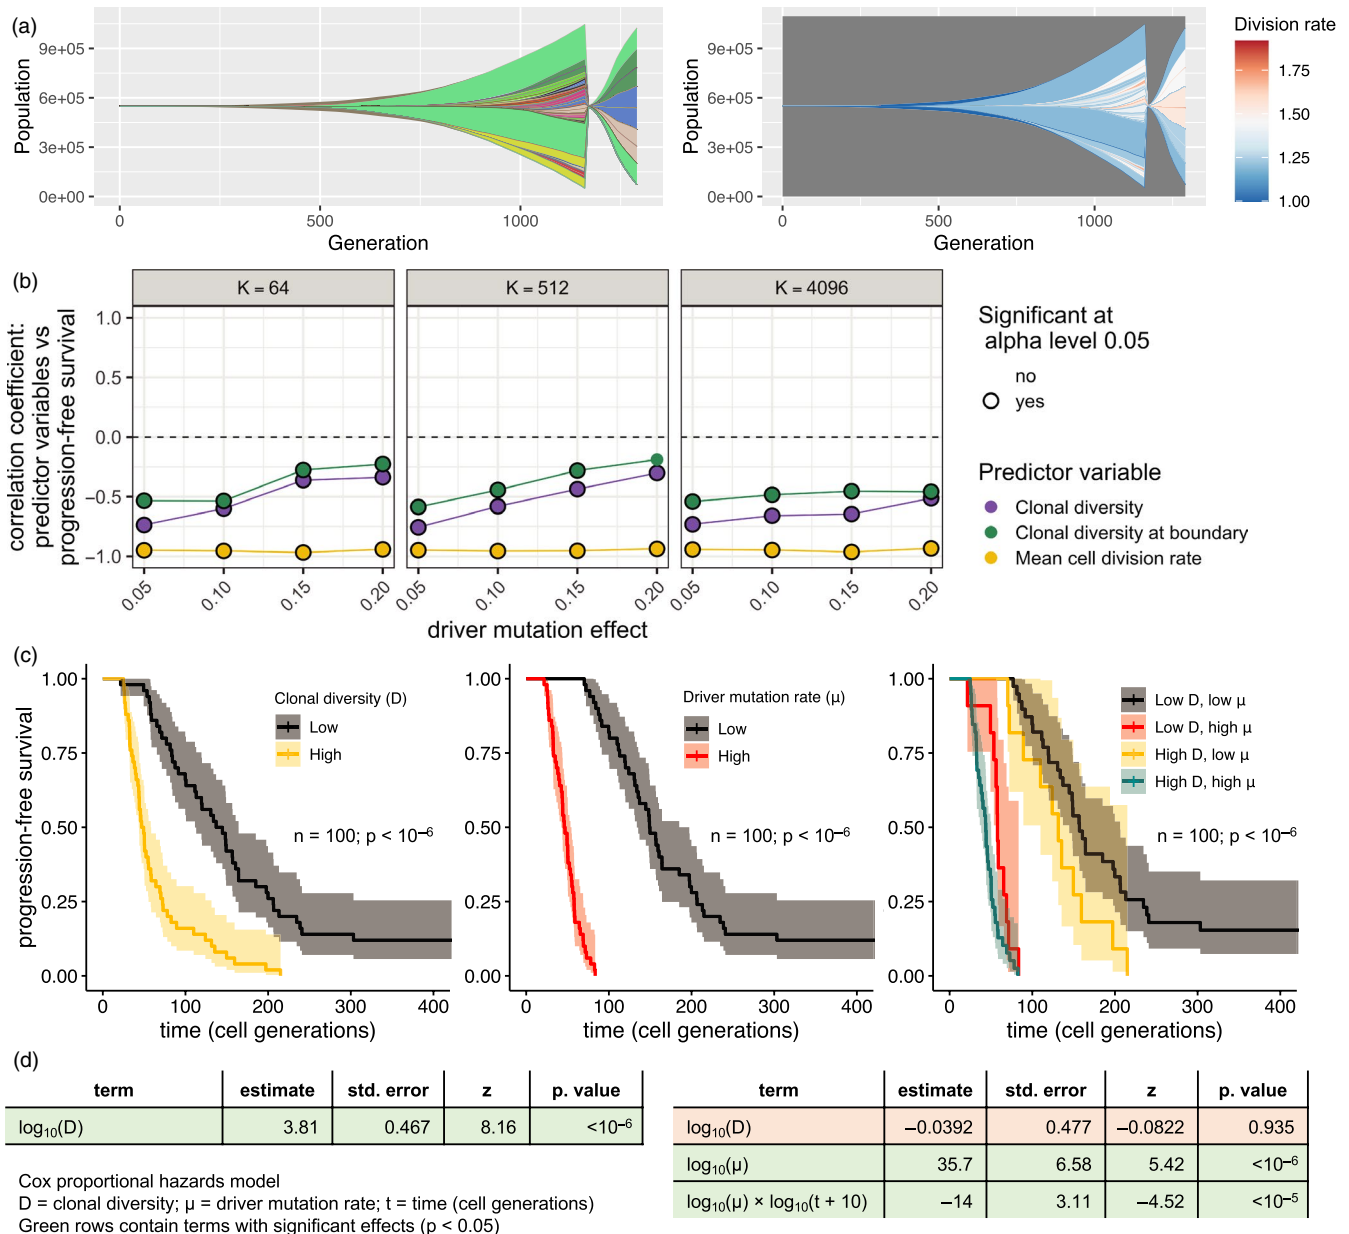 (a)
Population
9e+05
6e+05
3e+05
0e+00
0
500
1000
Generation
Population
9e+05
6e+05
3e+05
0e+00
0
500
1000
Generation
Division rate
1.75
1.50
1.25
1.00
(b)
correlation coefficient:
predictor variables vs
progression-free survival
K = 64
K = 512
K = 4096
1.0
0.5
0.0
−0.5
−1.0
0.05
0.10
0.15
0.20
0.05
0.10
0.15
0.20
0.05
0.10
0.15
0.20
driver mutation effect
Significant at
alpha level 0.05
no
yes
Predictor variable
Clonal diversity
Clonal diversity at boundary
Mean cell division rate
(c)
progression-free survival
1.00
0.75
0.50
0.25
0.00
Clonal diversity (D)
Low
High
n = 100; p < 10⁻⁶
0
100
200
300
400
time (cell generations)
1.00
0.75
0.50
0.25
0.00
Driver mutation rate (μ)
Low
High
n = 100; p < 10⁻⁶
0
100
200
300
400
time (cell generations)
1.00
0.75
0.50
0.25
0.00
Low D, low μ
Low D, high μ
High D, low μ
High D, high μ
n = 100; p < 10⁻⁶
0
100
200
300
400
time (cell generations)
(d)
term estimate std. error z p. value
log₁₀(D) 3.81 0.467 8.16 <10⁻⁶
Cox proportional hazards model
D = clonal diversity; μ = driver mutation rate; t = time (cell generations)
Green rows contain terms with significant effects (p < 0.05)
term estimate std. error z p. value
log₁₀(D) −0.0392 0.477 −0.0822 0.935
log₁₀(μ) 35.7 6.58 5.42 <10⁻⁶
log₁₀(μ) × log₁₀(t + 10) −14 3.11 −4.52 <10⁻⁵